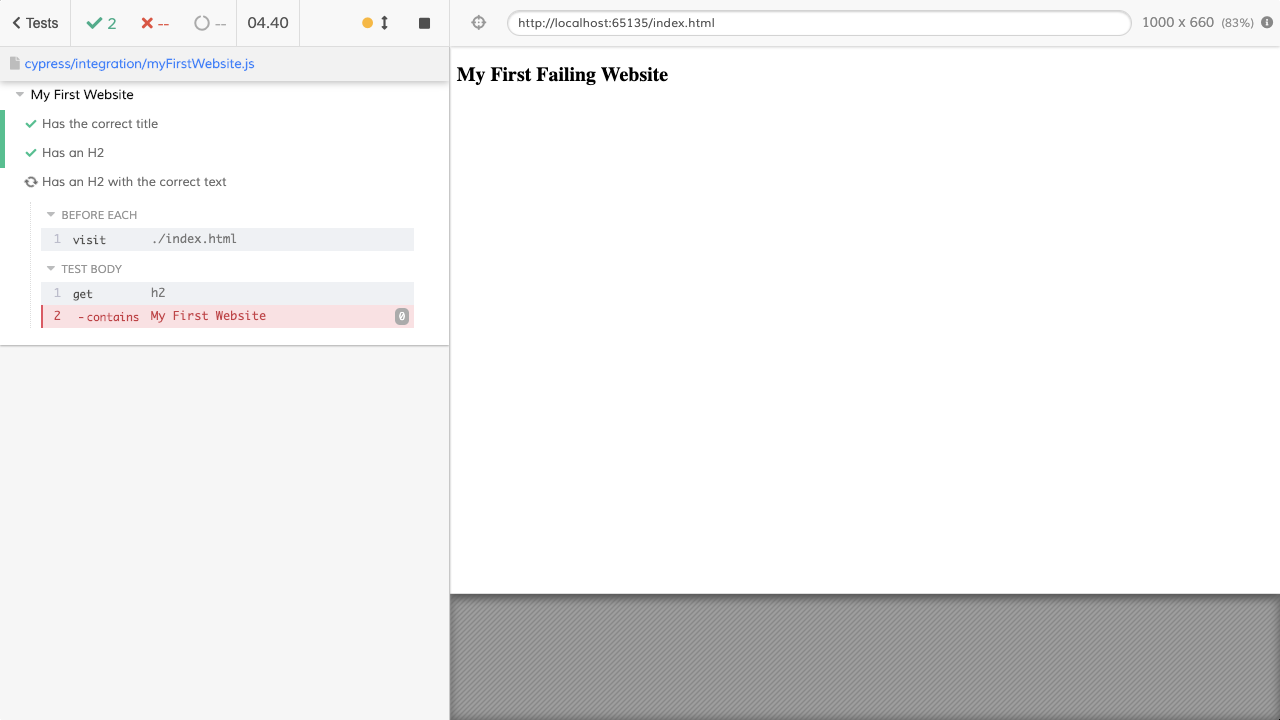 Tests 2 -- -- 04.40 http://localhost:65135/index.html 1000 x 660 (83%)
cypress/integration/myFirstWebsite.js
My First Website
Has the correct title
Has an H2
Has an H2 with the correct text
BEFORE EACH
1 visit ./index.html
TEST BODY
1 get h2
2 - contains My First Website 0
My First Failing Website